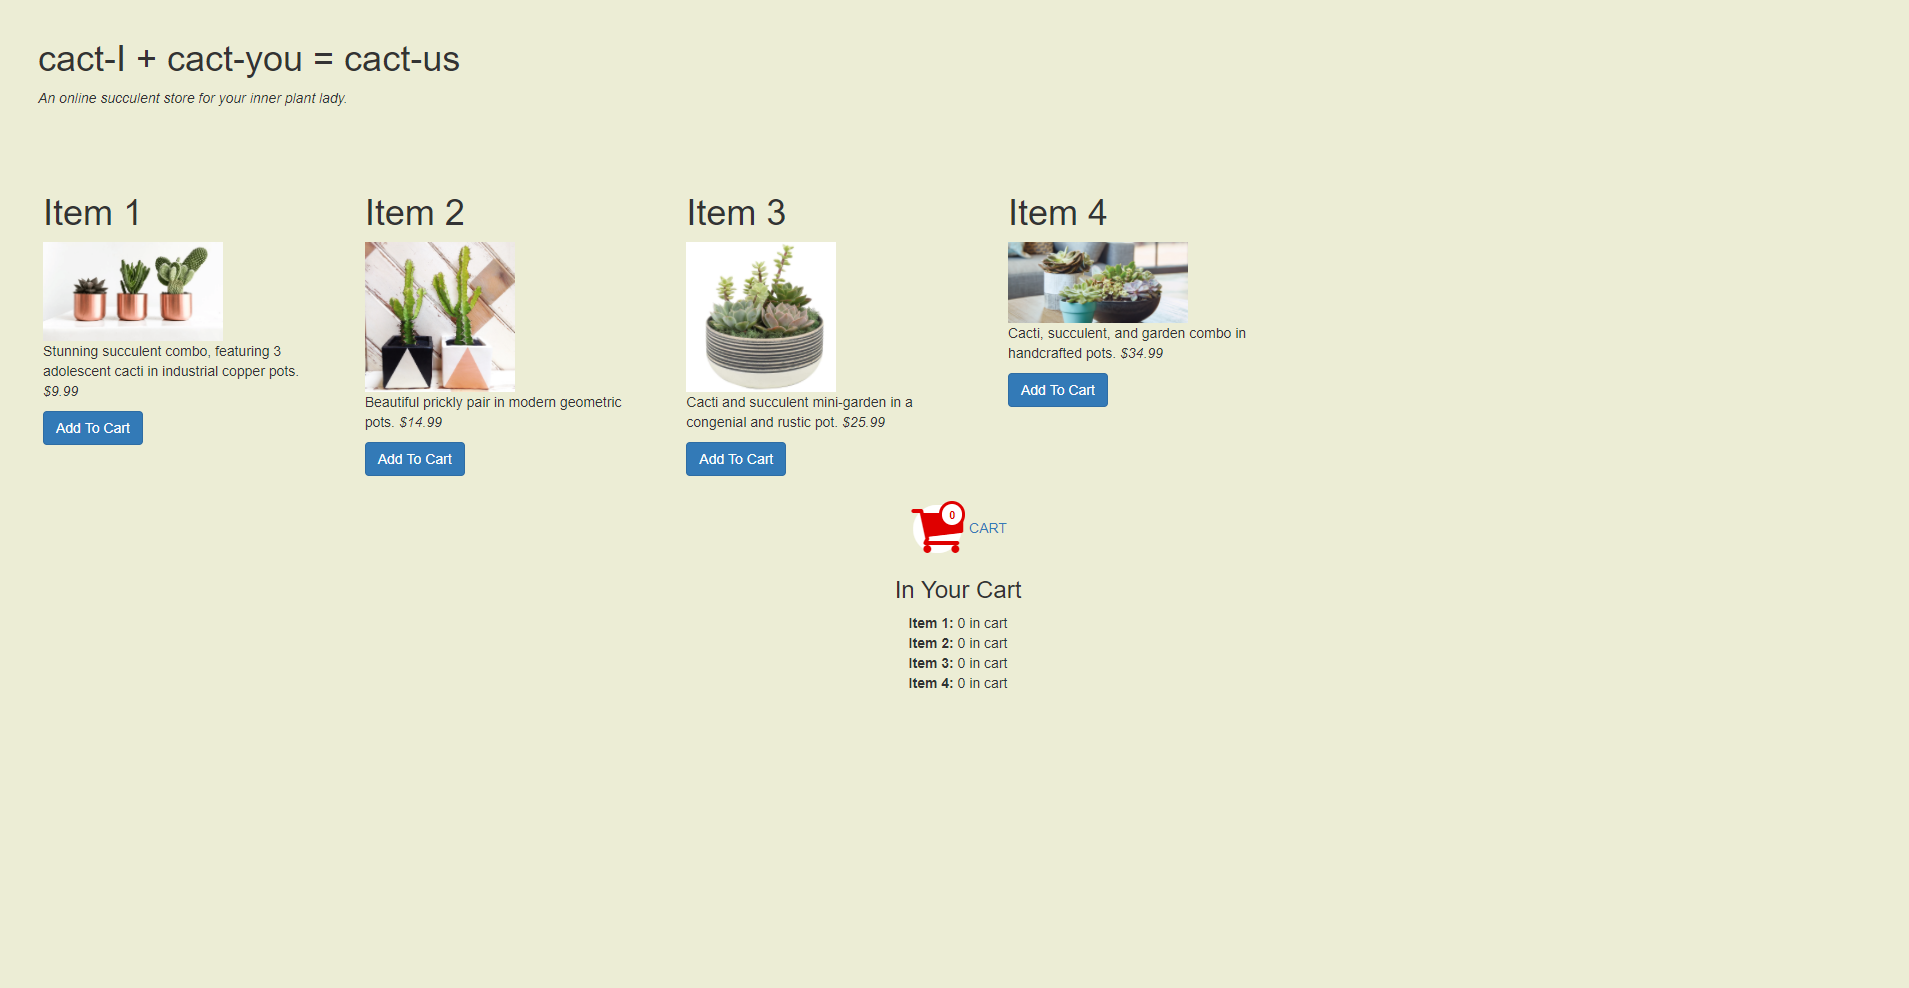 cact-I + cact-you = cact-us
An online succulent store for your inner plant lady.
Item 1
Stunning succulent combo, featuring 3
adolescent cacti in industrial copper pots.
$9.99
Add To Cart
Item 2
Beautiful prickly pair in modern geometric
pots. $14.99
Add To Cart
Item 3
Cacti and succulent mini-garden in a
congenial and rustic pot. $25.99
Add To Cart
Item 4
Cacti, succulent, and garden combo in
handcrafted pots. $34.99
Add To Cart
0
CART
In Your Cart
Item 1: 0 in cart
Item 2: 0 in cart
Item 3: 0 in cart
Item 4: 0 in cart